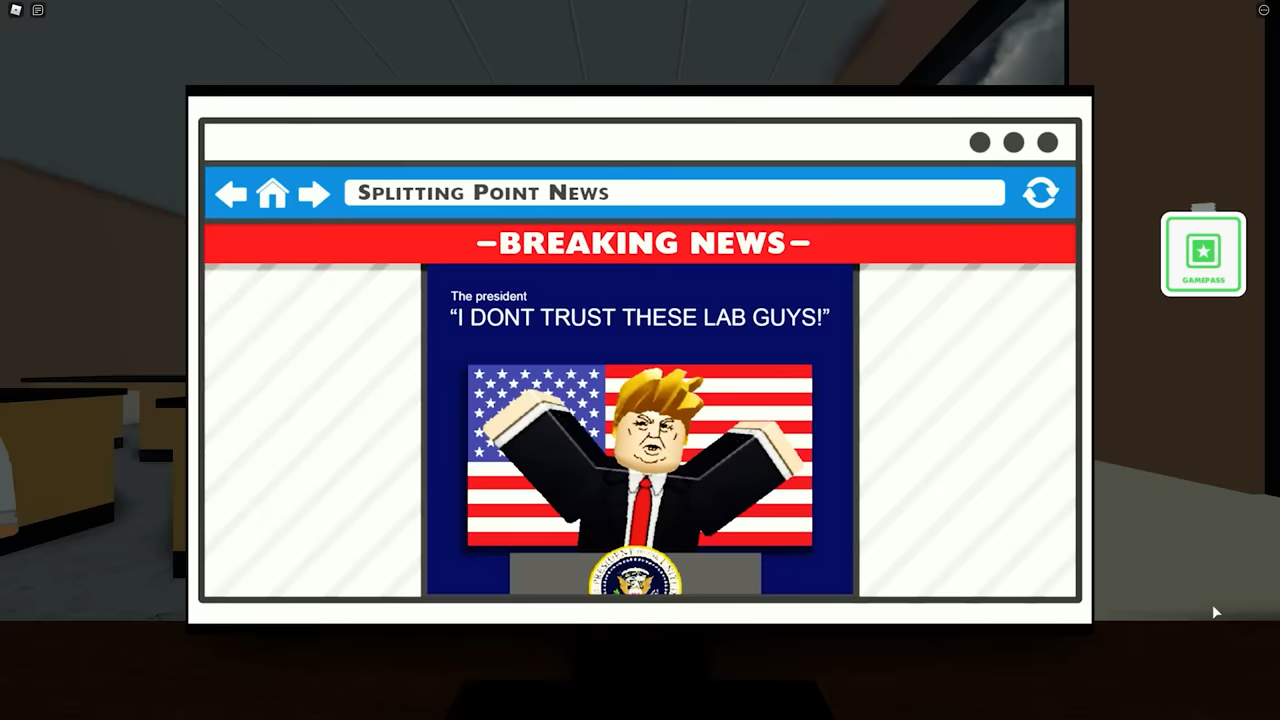 SPLITTING POINT NEWS
–BREAKING NEWS–
The president
“I DONT TRUST THESE LAB GUYS!”
GAMEPASS